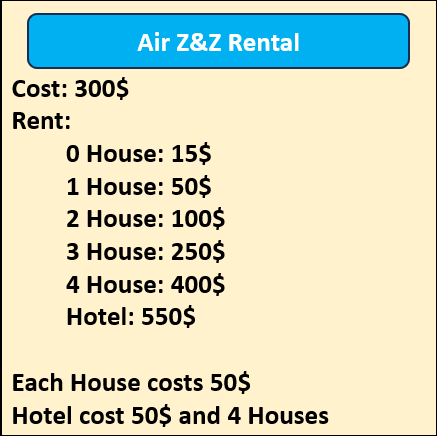 Air Z&Z Rental
Cost: 300$
Rent:
0 House: 15$
1 House: 50$
2 House: 100$
3 House: 250$
4 House: 400$
Hotel: 550$
Each House costs 50$
Hotel cost 50$ and 4 Houses